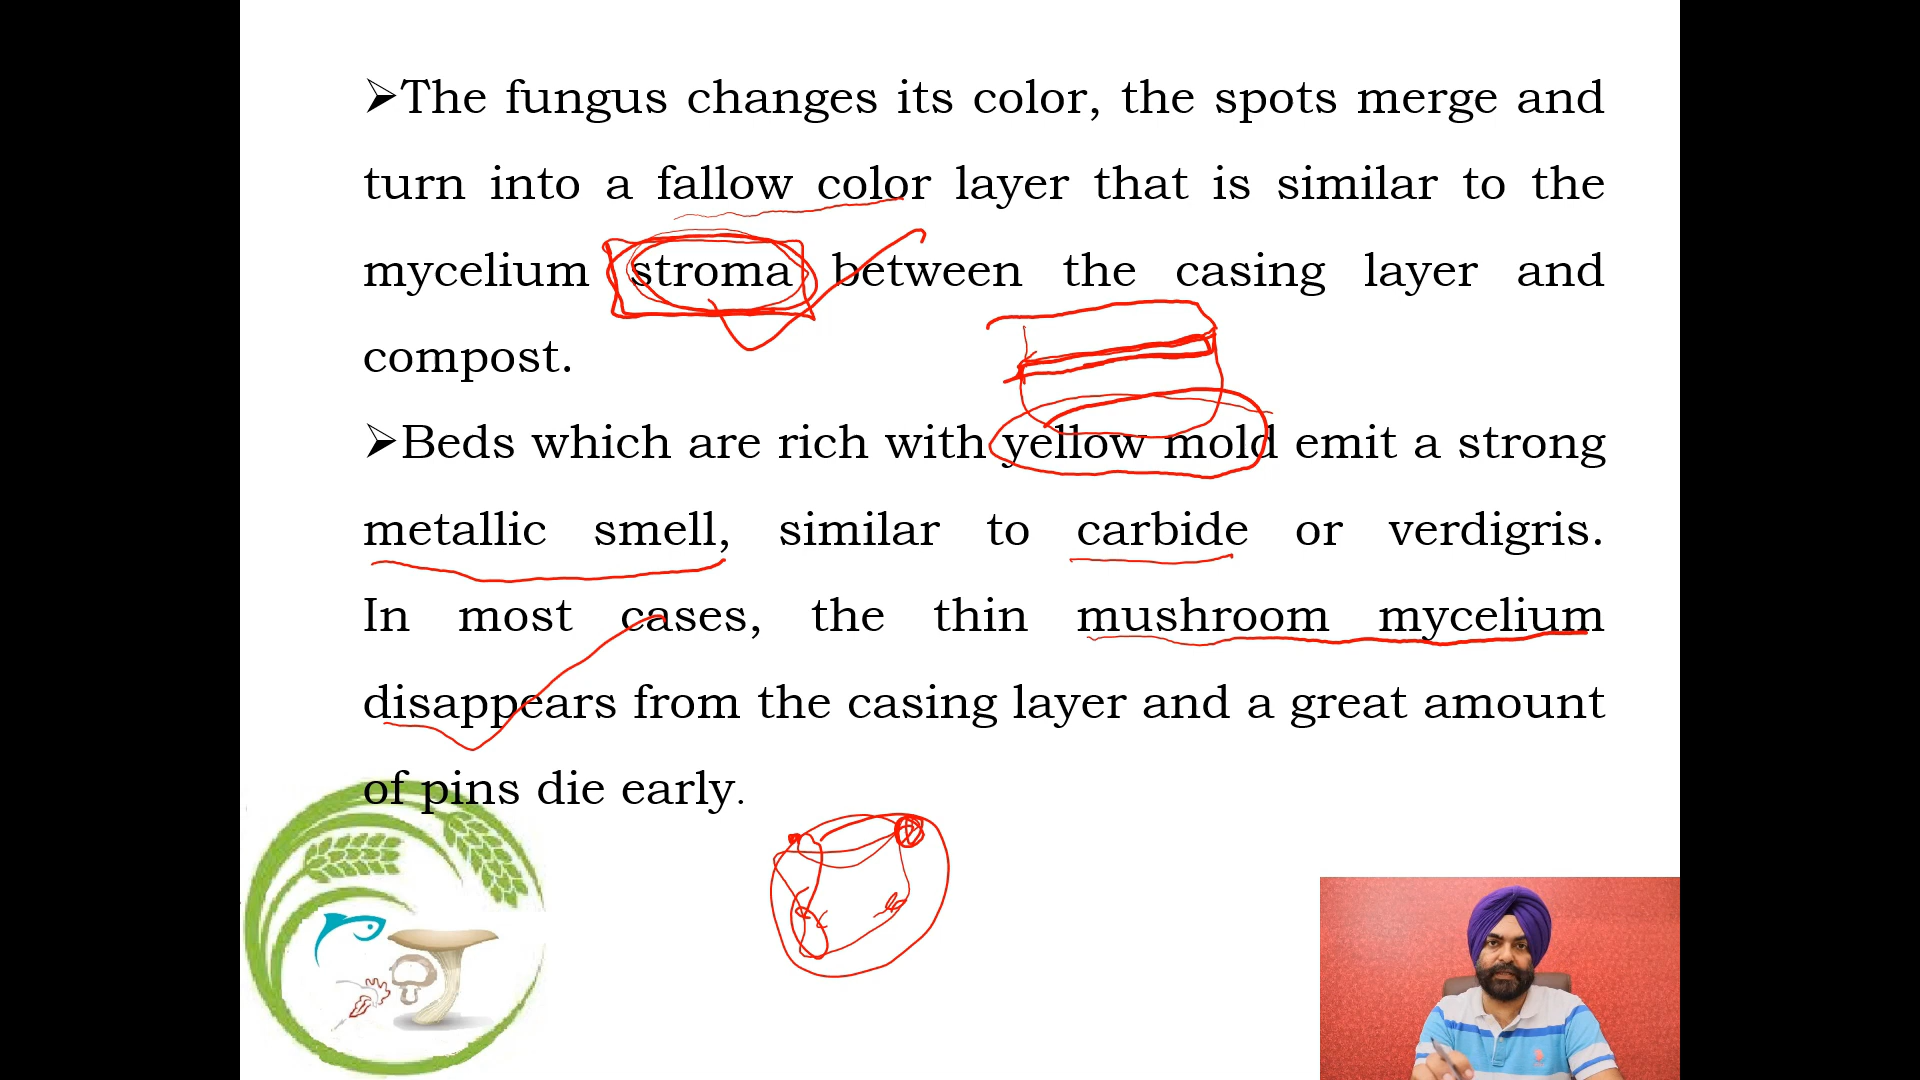 ➢The fungus changes its color, the spots merge and
turn into a fallow color layer that is similar to the
mycelium stroma between the casing layer and
compost.
➢Beds which are rich with yellow mold emit a strong
metallic smell, similar to carbide or verdigris.
In most cases, the thin mushroom mycelium
disappears from the casing layer and a great amount
of pins die early.